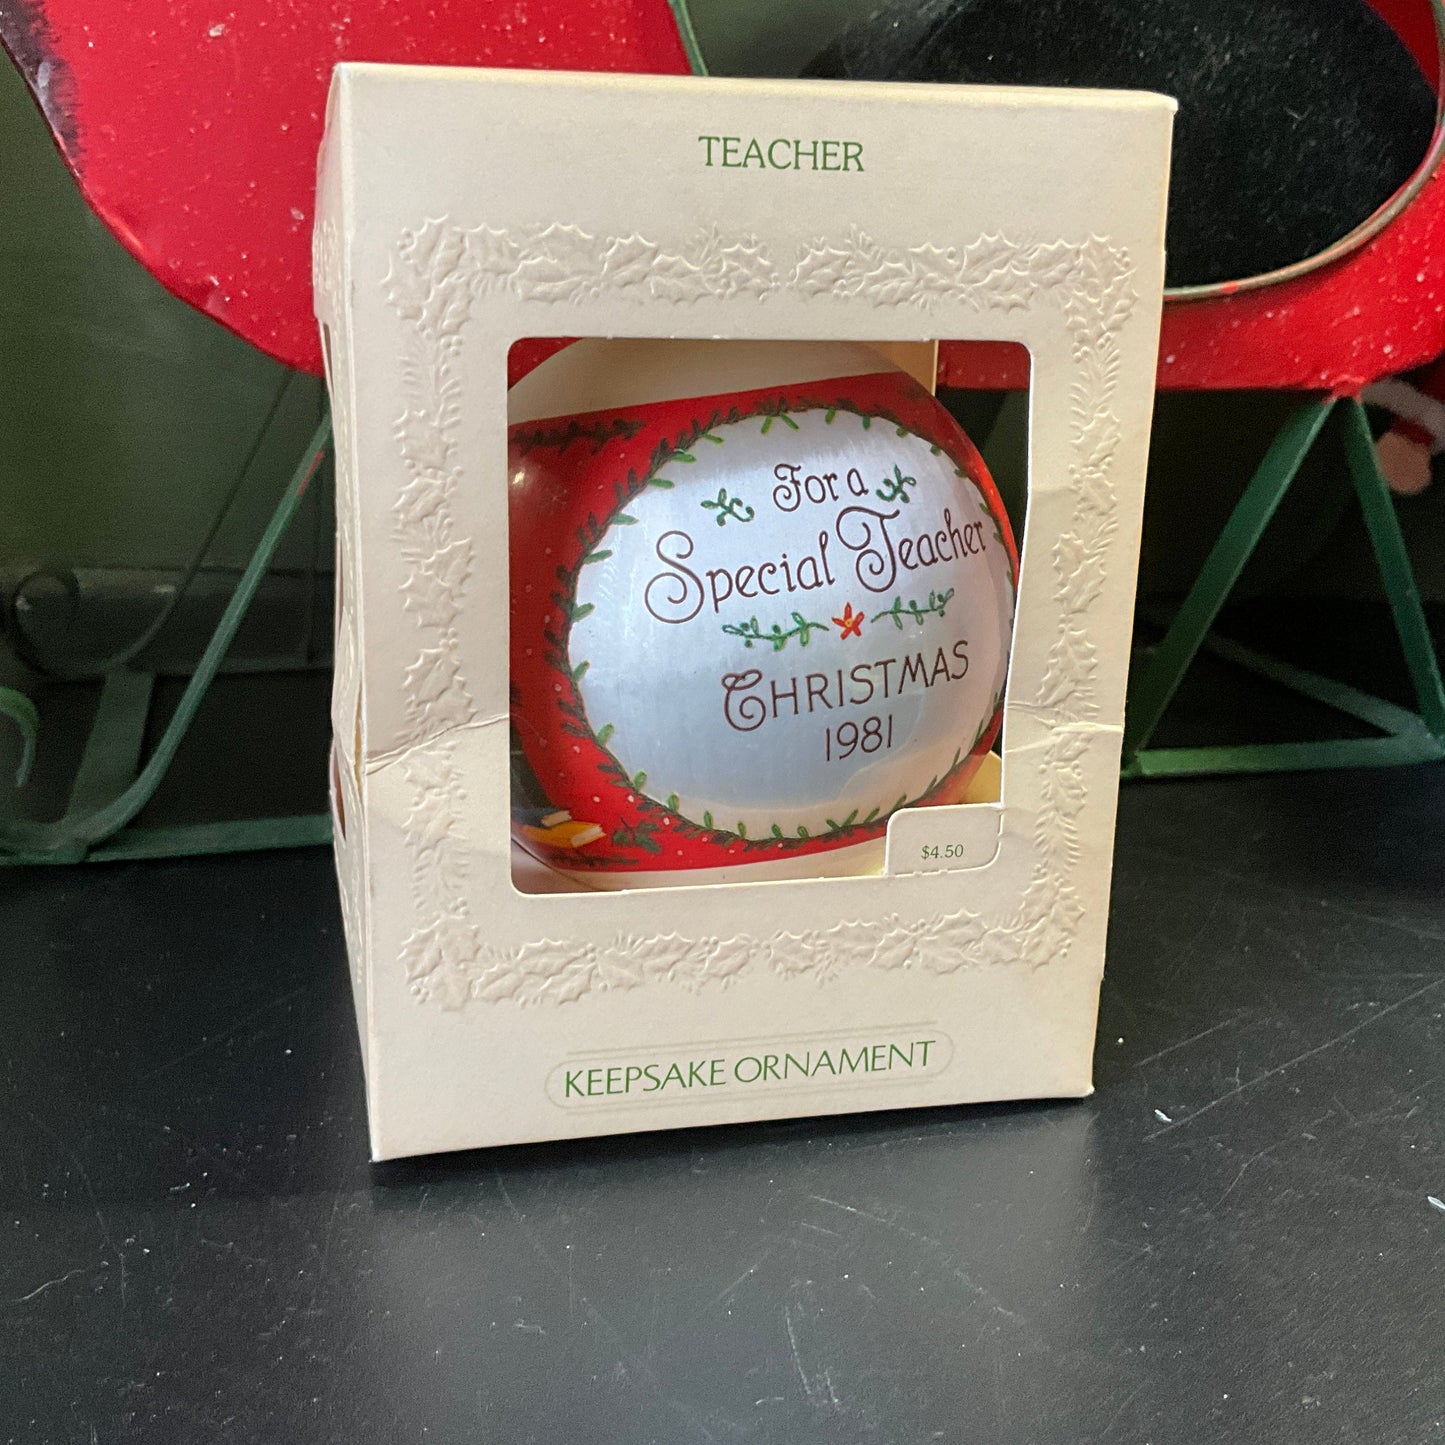 TEACHER
For a
Special Teacher
CHRISTMAS
1981
$4.50
KEEPSAKE ORNAMENT